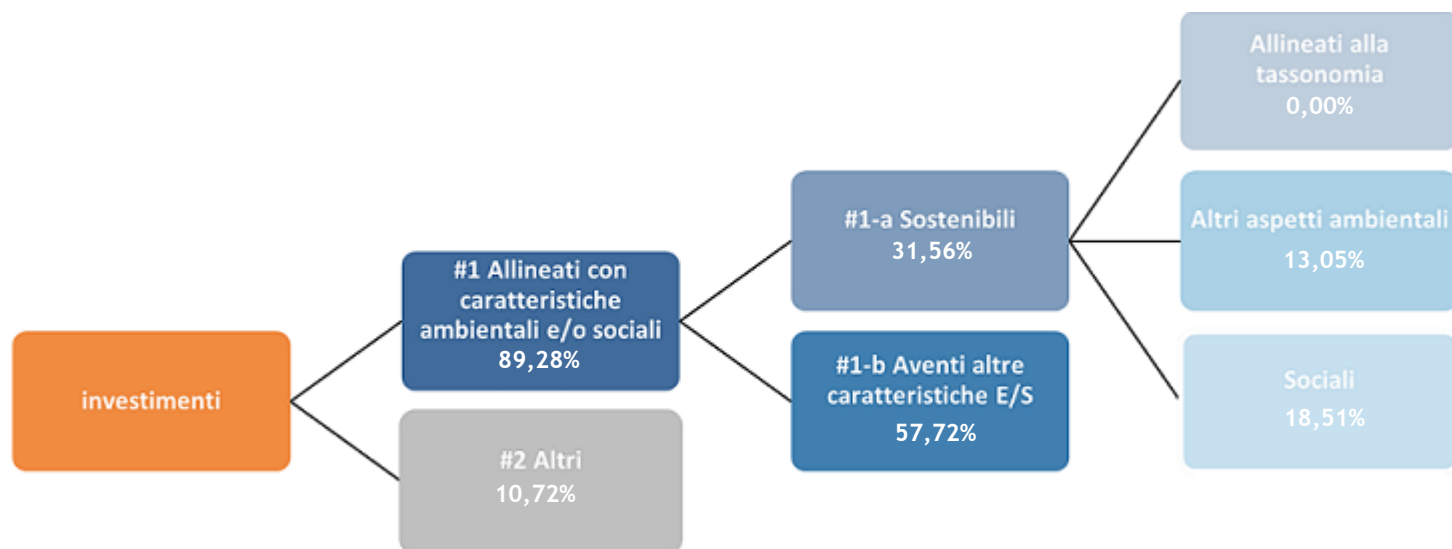 investimenti
#1 Allineati con
caratteristiche
ambientali e/o sociali
89,28%
#2 Altri
10,72%
#1-a Sostenibili
31,56%
#1-b Aventi altre
caratteristiche E/S
57,72%
Allineati alla
tassonomia
0,00%
Altri aspetti ambientali
13,05%
Sociali
18,51%